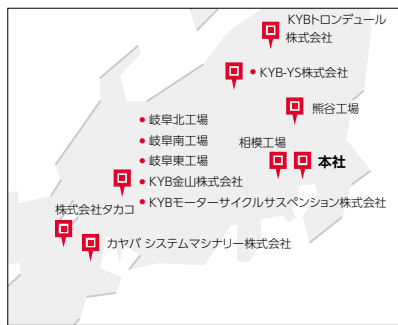 KYBトロンデュール
株式会社
KYB-YS株式会社
熊谷工場
岐阜北工場
岐阜南工場
相模工場
本社
岐阜東工場
KYB金山株式会社
KYBモーターサイクルサスペンション株式会社
株式会社タカコ
カヤバ システムマシナリー株式会社